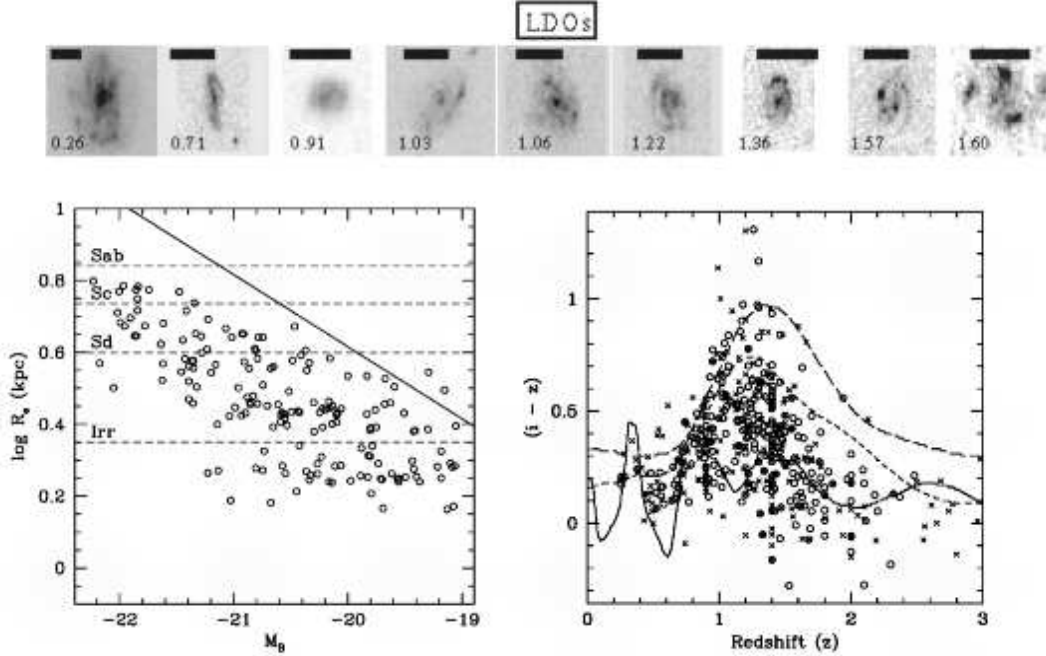 LDOs
0.26 0.71 0.91 1.03 1.06 1.22 1.36 1.57 1.60
1
0.8
0.6
0.4
0.2
0
Sab
Sc
Sd
Irr
log R_e (kpc)
−22 −21 −20 −19
M_B
1
0.5
0
(i − z)
0 1 2 3
Redshift (z)